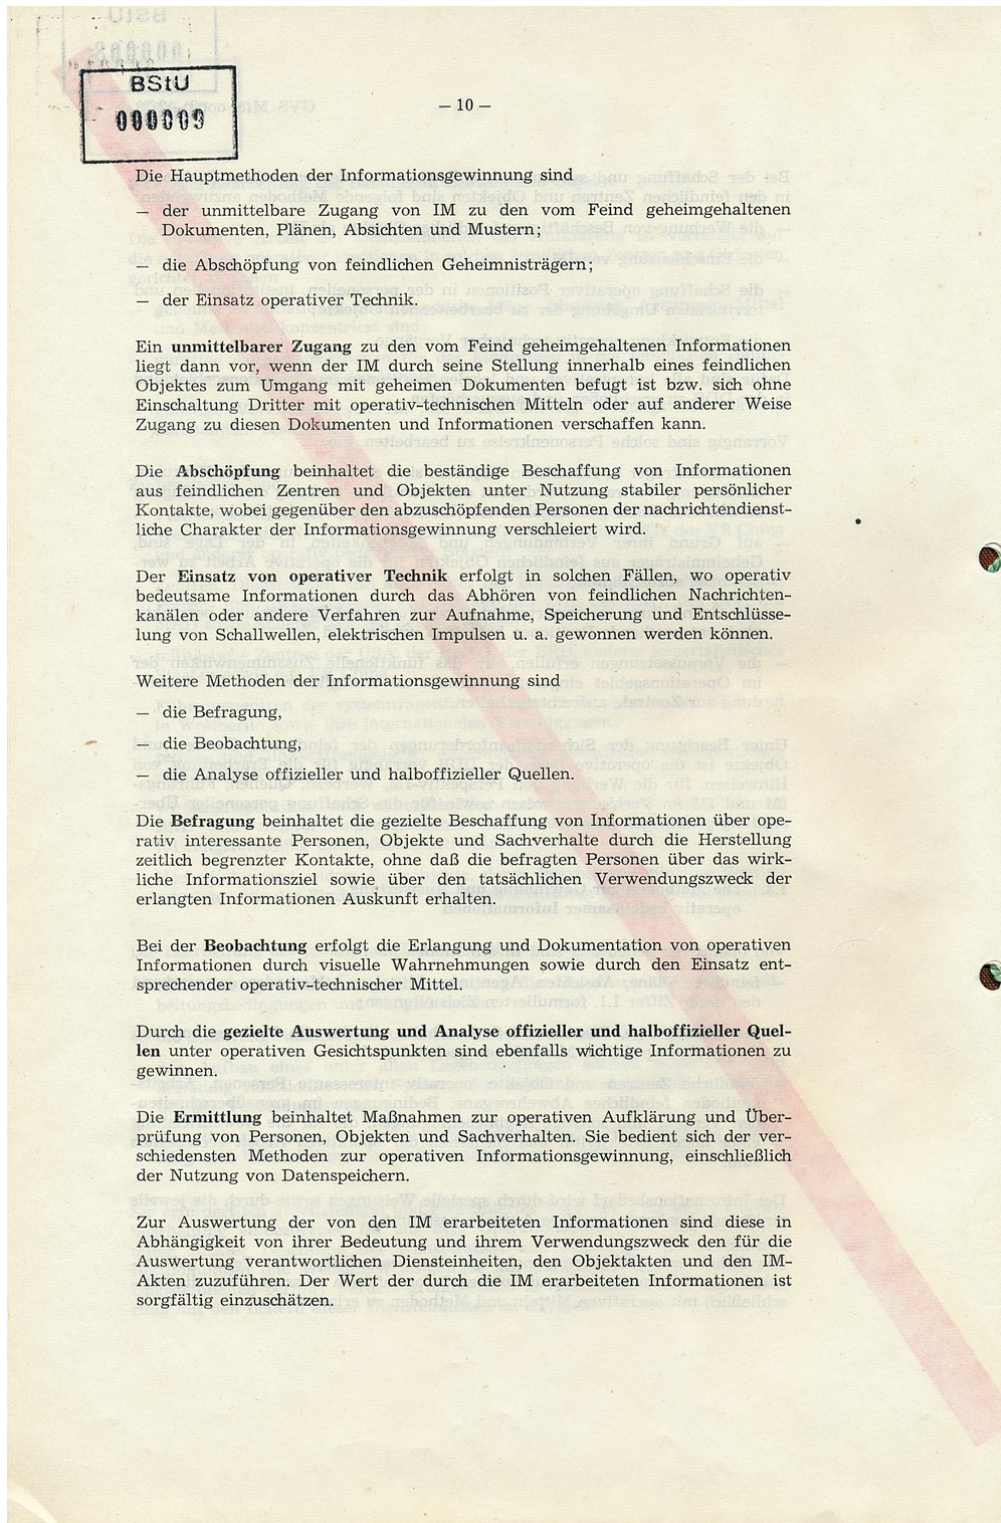 BStU
000009
— 10 —
Die Hauptmethoden der Informationsgewinnung sind
— der unmittelbare Zugang von IM zu den vom Feind geheimgehaltenen
Dokumenten, Plänen, Absichten und Mustern;
— die Abschöpfung von feindlichen Geheimnisträgern;
— der Einsatz operativer Technik.
Ein unmittelbarer Zugang zu den vom Feind geheimgehaltenen Informationen
liegt dann vor, wenn der IM durch seine Stellung innerhalb eines feindlichen
Objektes zum Umgang mit geheimen Dokumenten befugt ist bzw. sich ohne
Einschaltung Dritter mit operativ-technischen Mitteln oder auf anderer Weise
Zugang zu diesen Dokumenten und Informationen verschaffen kann.
Die Abschöpfung beinhaltet die beständige Beschaffung von Informationen
aus feindlichen Zentren und Objekten unter Nutzung stabiler persönlicher
Kontakte, wobei gegenüber den abzuschöpfenden Personen der nachrichtendienst-
liche Charakter der Informationsgewinnung verschleiert wird.
Der Einsatz von operativer Technik erfolgt in solchen Fällen, wo operativ
bedeutsame Informationen durch das Abhören von feindlichen Nachrichten-
kanälen oder andere Verfahren zur Aufnahme, Speicherung und Entschlüsse-
lung von Schallwellen, elektrischen Impulsen u. a. gewonnen werden können.
Weitere Methoden der Informationsgewinnung sind
— die Befragung,
— die Beobachtung,
— die Analyse offizieller und halboffizieller Quellen.
Die Befragung beinhaltet die gezielte Beschaffung von Informationen über ope-
rativ interessante Personen, Objekte und Sachverhalte durch die Herstellung
zeitlich begrenzter Kontakte, ohne daß die befragten Personen über das wirk-
liche Informationsziel sowie über den tatsächlichen Verwendungszweck der
erlangten Informationen Auskunft erhalten.
Bei der Beobachtung erfolgt die Erlangung und Dokumentation von operativen
Informationen durch visuelle Wahrnehmungen sowie durch den Einsatz ent-
sprechender operativ-technischer Mittel.
Durch die gezielte Auswertung und Analyse offizieller und halboffizieller Quel-
len unter operativen Gesichtspunkten sind ebenfalls wichtige Informationen zu
gewinnen.
Die Ermittlung beinhaltet Maßnahmen zur operativen Aufklärung und Über-
prüfung von Personen, Objekten und Sachverhalten. Sie bedient sich der ver-
schiedensten Methoden zur operativen Informationsgewinnung, einschließlich
der Nutzung von Datenspeichern.
Zur Auswertung der von den IM erarbeiteten Informationen sind diese in
Abhängigkeit von ihrer Bedeutung und ihrem Verwendungszweck den für die
Auswertung verantwortlichen Diensteinheiten, den Objektakten und den IM-
Akten zuzuführen. Der Wert der durch die IM erarbeiteten Informationen ist
sorgfältig einzuschätzen.